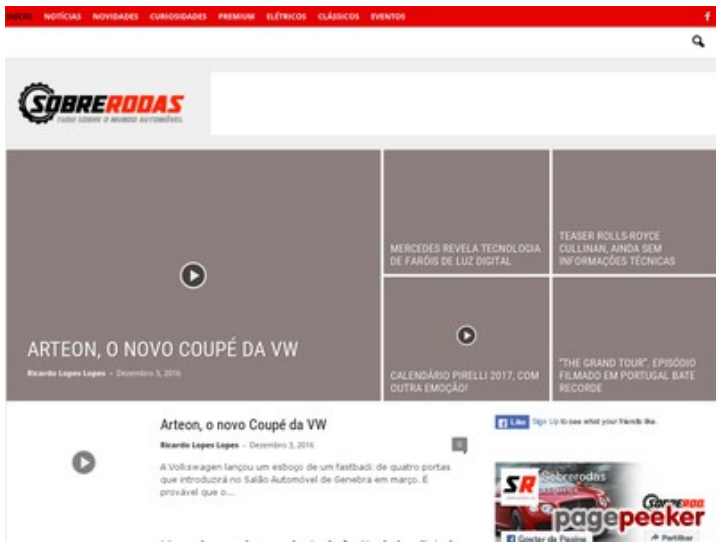 INÍCIO NOTÍCIAS NOVIDADES CURIOSIDADES PREMIUM ELÉTRICOS CLÁSSICOS EVENTOS
SOBRERODAS
TUDO SOBRE O MUNDO AUTOMÓVEL
MERCEDES REVELA TECNOLOGIA
DE FARÓIS DE LUZ DIGITAL
TEASER ROLLS-ROYCE
CULLINAN, AINDA SEM
INFORMAÇÕES TÉCNICAS
ARTEON, O NOVO COUPÉ DA VW
Ricardo Lopes Lopes - Dezembro 3, 2016
CALENDÁRIO PIRELLI 2017, COM
OUTRA EMOÇÃO!
"THE GRAND TOUR". EPISÓDIO
FILMADO EM PORTUGAL BATE
RECORDE
Arteon, o novo Coupé da VW
Ricardo Lopes Lopes - Dezembro 3, 2016
0
A Volkswagen lançou um esboço de um fastback de quatro portas
que introduzirá no Salão Automóvel de Genebra em março. É
provável que o...
Like Sign Up to see what your friends like.
SR
Sobrerodas
pagepeeker
Gostar da Página
Partilhar